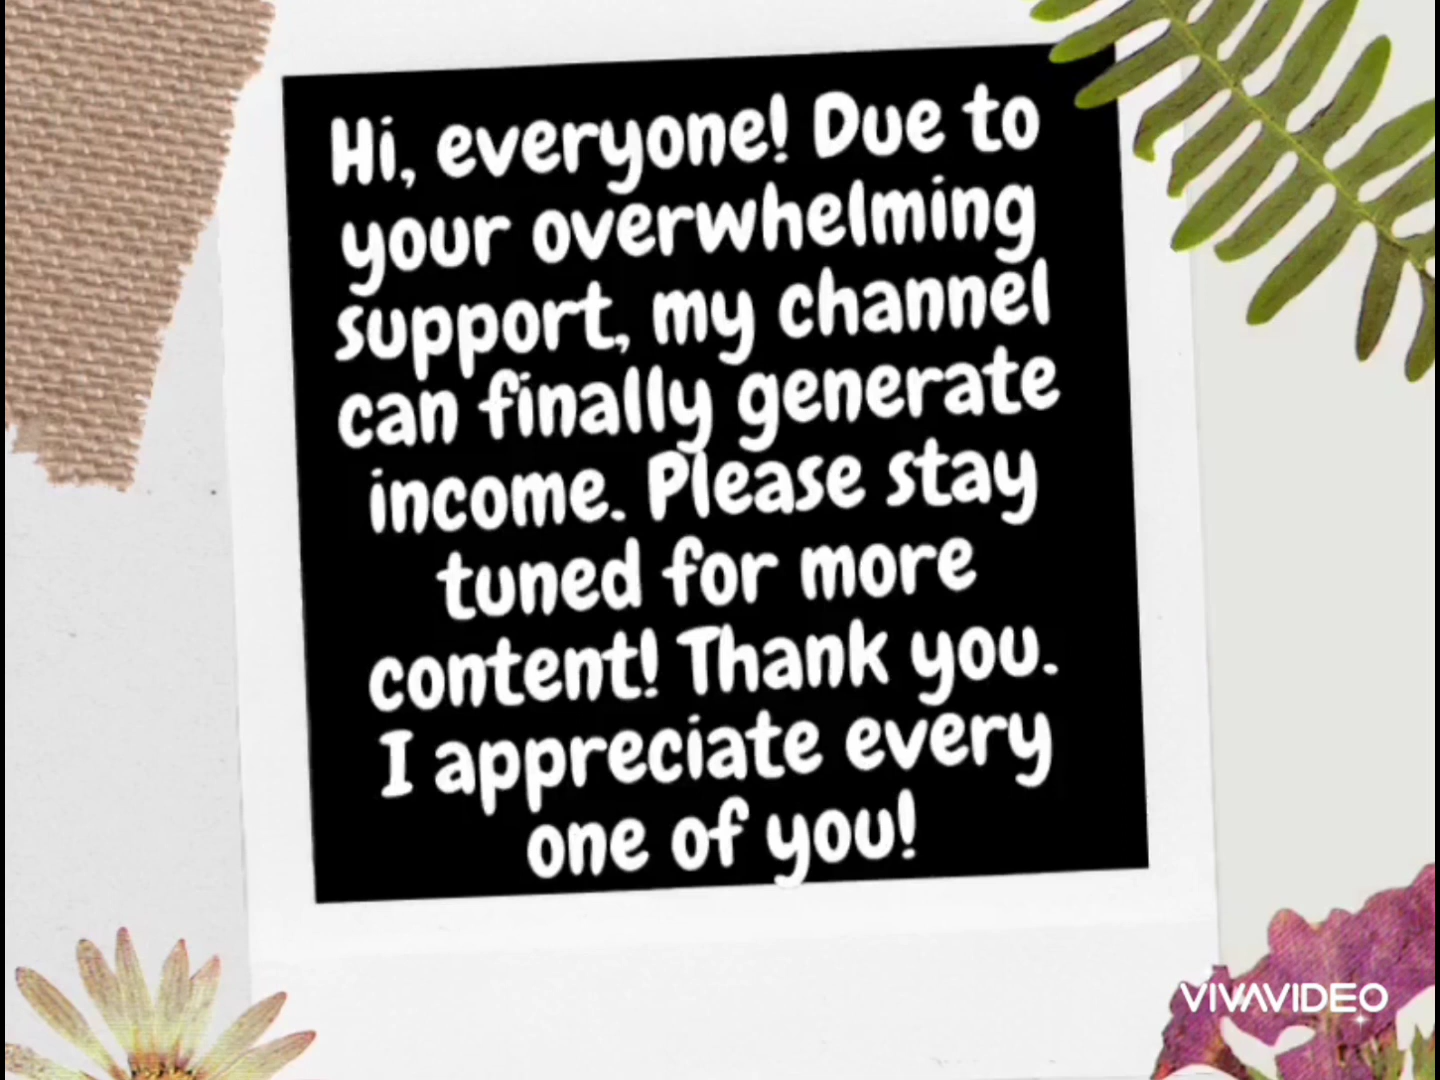 Hi, everyone! Due to
your overwhelming
support, my channel
can finally generate
income. Please stay
tuned for more
content! Thank you.
I appreciate every
one of you!
VIVAVIDEO